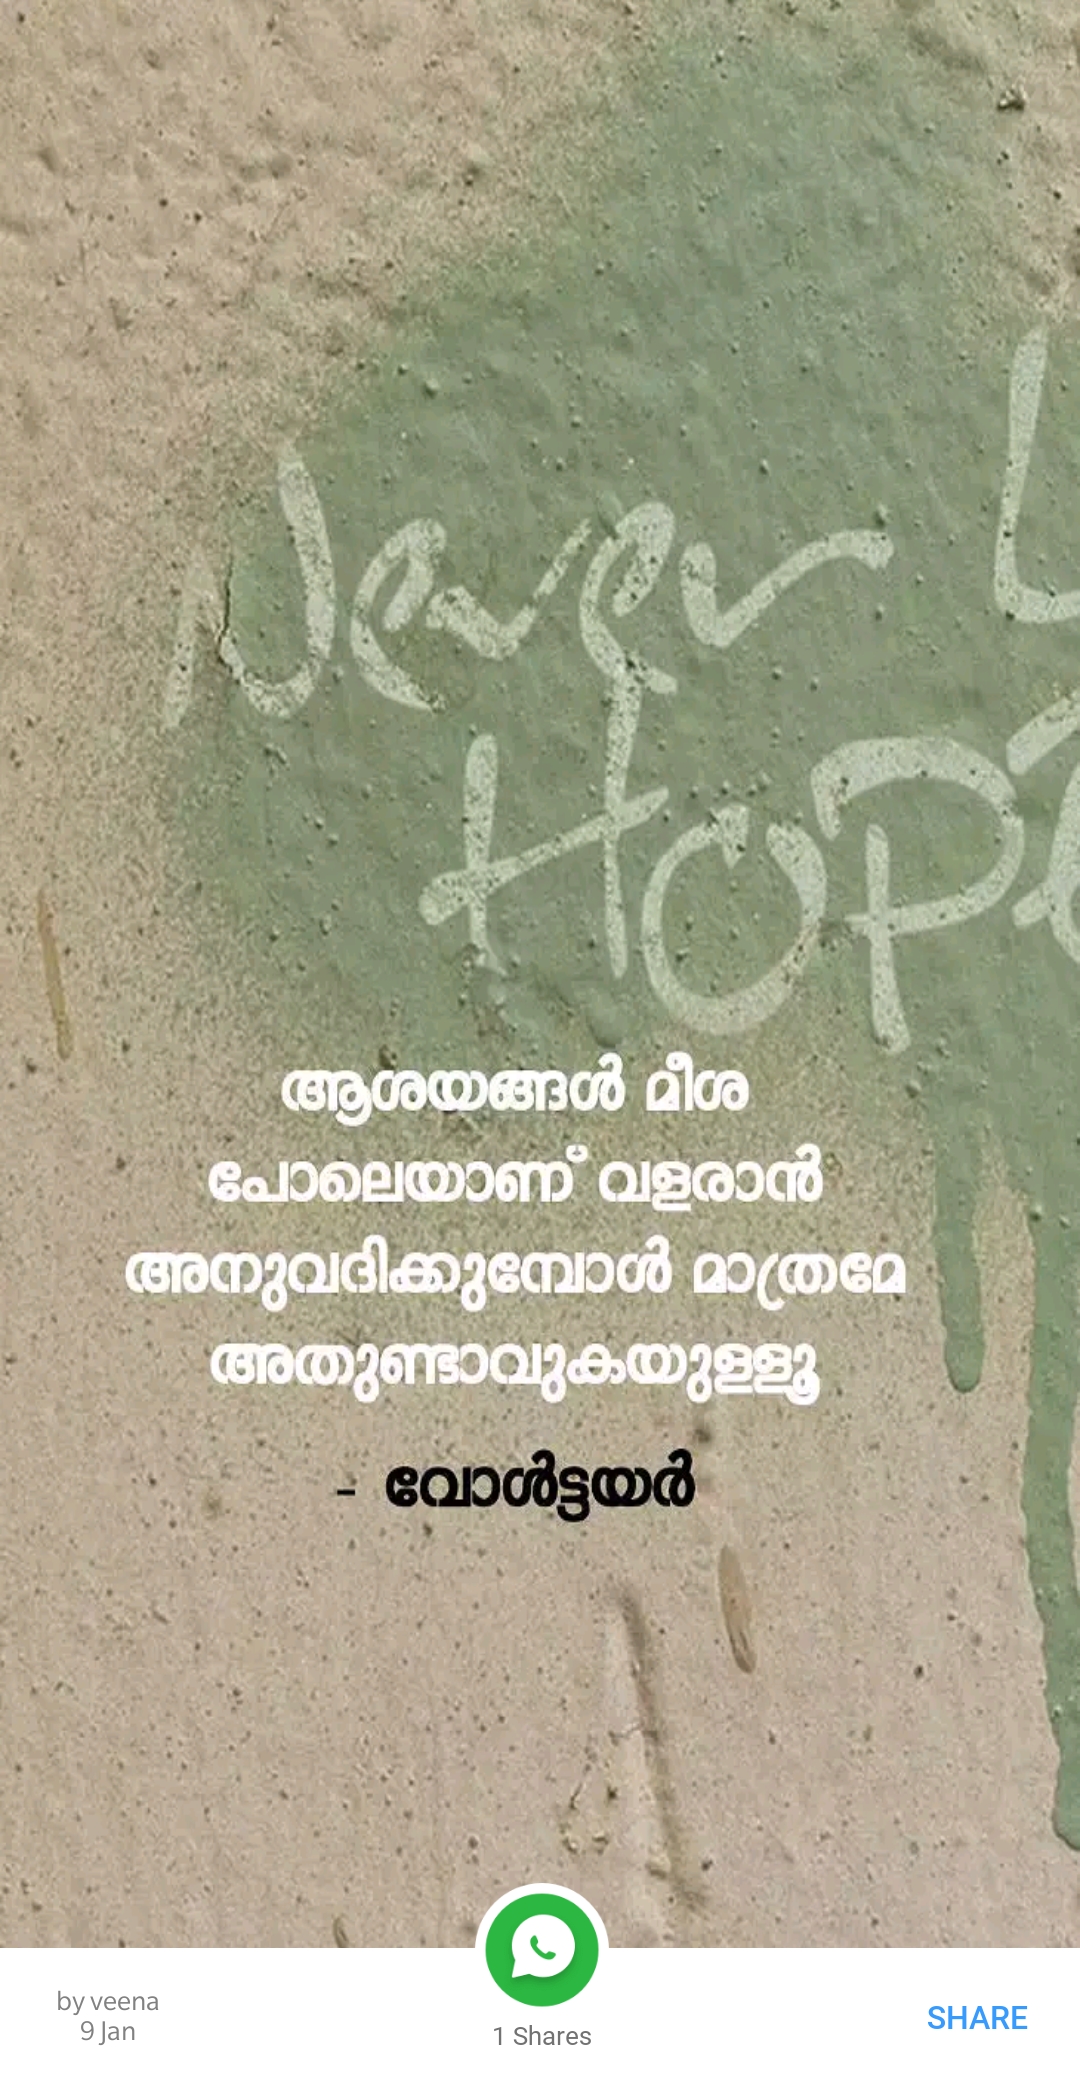 Never L
Hope
ആശയങ്ങൾ മീശ
പോലെയാണ് വളരാൻ
അനുവദിക്കുമ്പോൾ മാത്രമേ
അതുണ്ടാവുകയുള്ളൂ
- വോൾട്ടയർ
by veena
9 Jan
1 Shares
SHARE